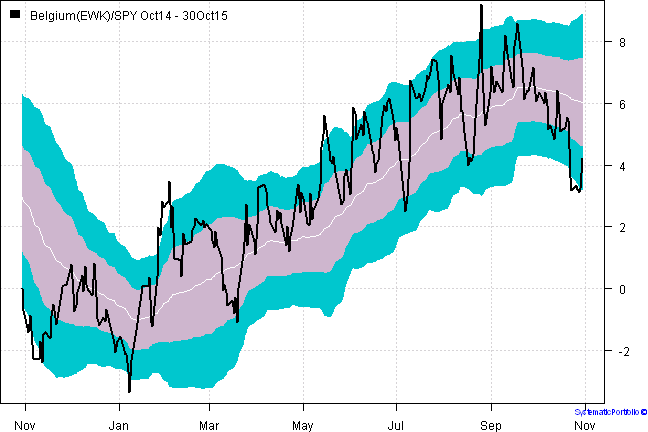 Belgium(EWK)/SPY Oct14 - 30Oct15
8
6
4
2
0
-2
Nov Jan Mar May Jul Sep Nov
SystematicPortfolio ©